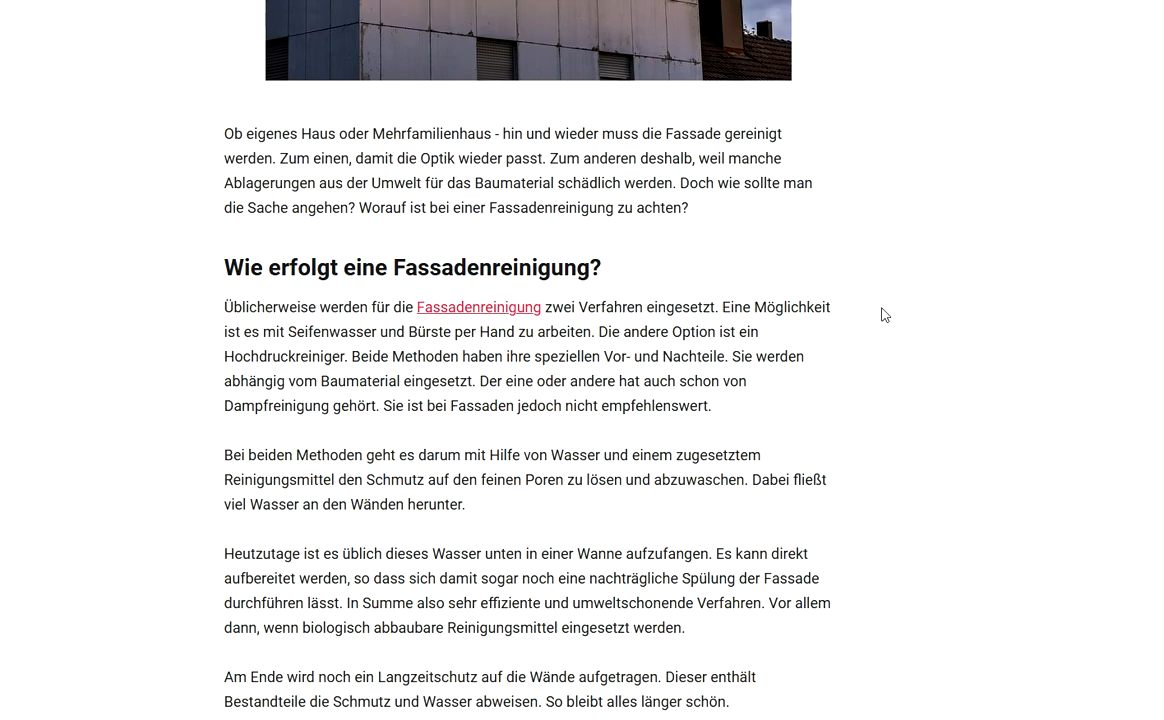 Ob eigenes Haus oder Mehrfamilienhaus - hin und wieder muss die Fassade gereinigt
werden. Zum einen, damit die Optik wieder passt. Zum anderen deshalb, weil manche
Ablagerungen aus der Umwelt für das Baumaterial schädlich werden. Doch wie sollte man
die Sache angehen? Worauf ist bei einer Fassadenreinigung zu achten?
Wie erfolgt eine Fassadenreinigung?
Üblicherweise werden für die Fassadenreinigung zwei Verfahren eingesetzt. Eine Möglichkeit
ist es mit Seifenwasser und Bürste per Hand zu arbeiten. Die andere Option ist ein
Hochdruckreiniger. Beide Methoden haben ihre speziellen Vor- und Nachteile. Sie werden
abhängig vom Baumaterial eingesetzt. Der eine oder andere hat auch schon von
Dampfreinigung gehört. Sie ist bei Fassaden jedoch nicht empfehlenswert.
Bei beiden Methoden geht es darum mit Hilfe von Wasser und einem zugesetztem
Reinigungsmittel den Schmutz auf den feinen Poren zu lösen und abzuwaschen. Dabei fließt
viel Wasser an den Wänden herunter.
Heutzutage ist es üblich dieses Wasser unten in einer Wanne aufzufangen. Es kann direkt
aufbereitet werden, so dass sich damit sogar noch eine nachträgliche Spülung der Fassade
durchführen lässt. In Summe also sehr effiziente und umweltschonende Verfahren. Vor allem
dann, wenn biologisch abbaubare Reinigungsmittel eingesetzt werden.
Am Ende wird noch ein Langzeitschutz auf die Wände aufgetragen. Dieser enthält
Bestandteile die Schmutz und Wasser abweisen. So bleibt alles länger schön.